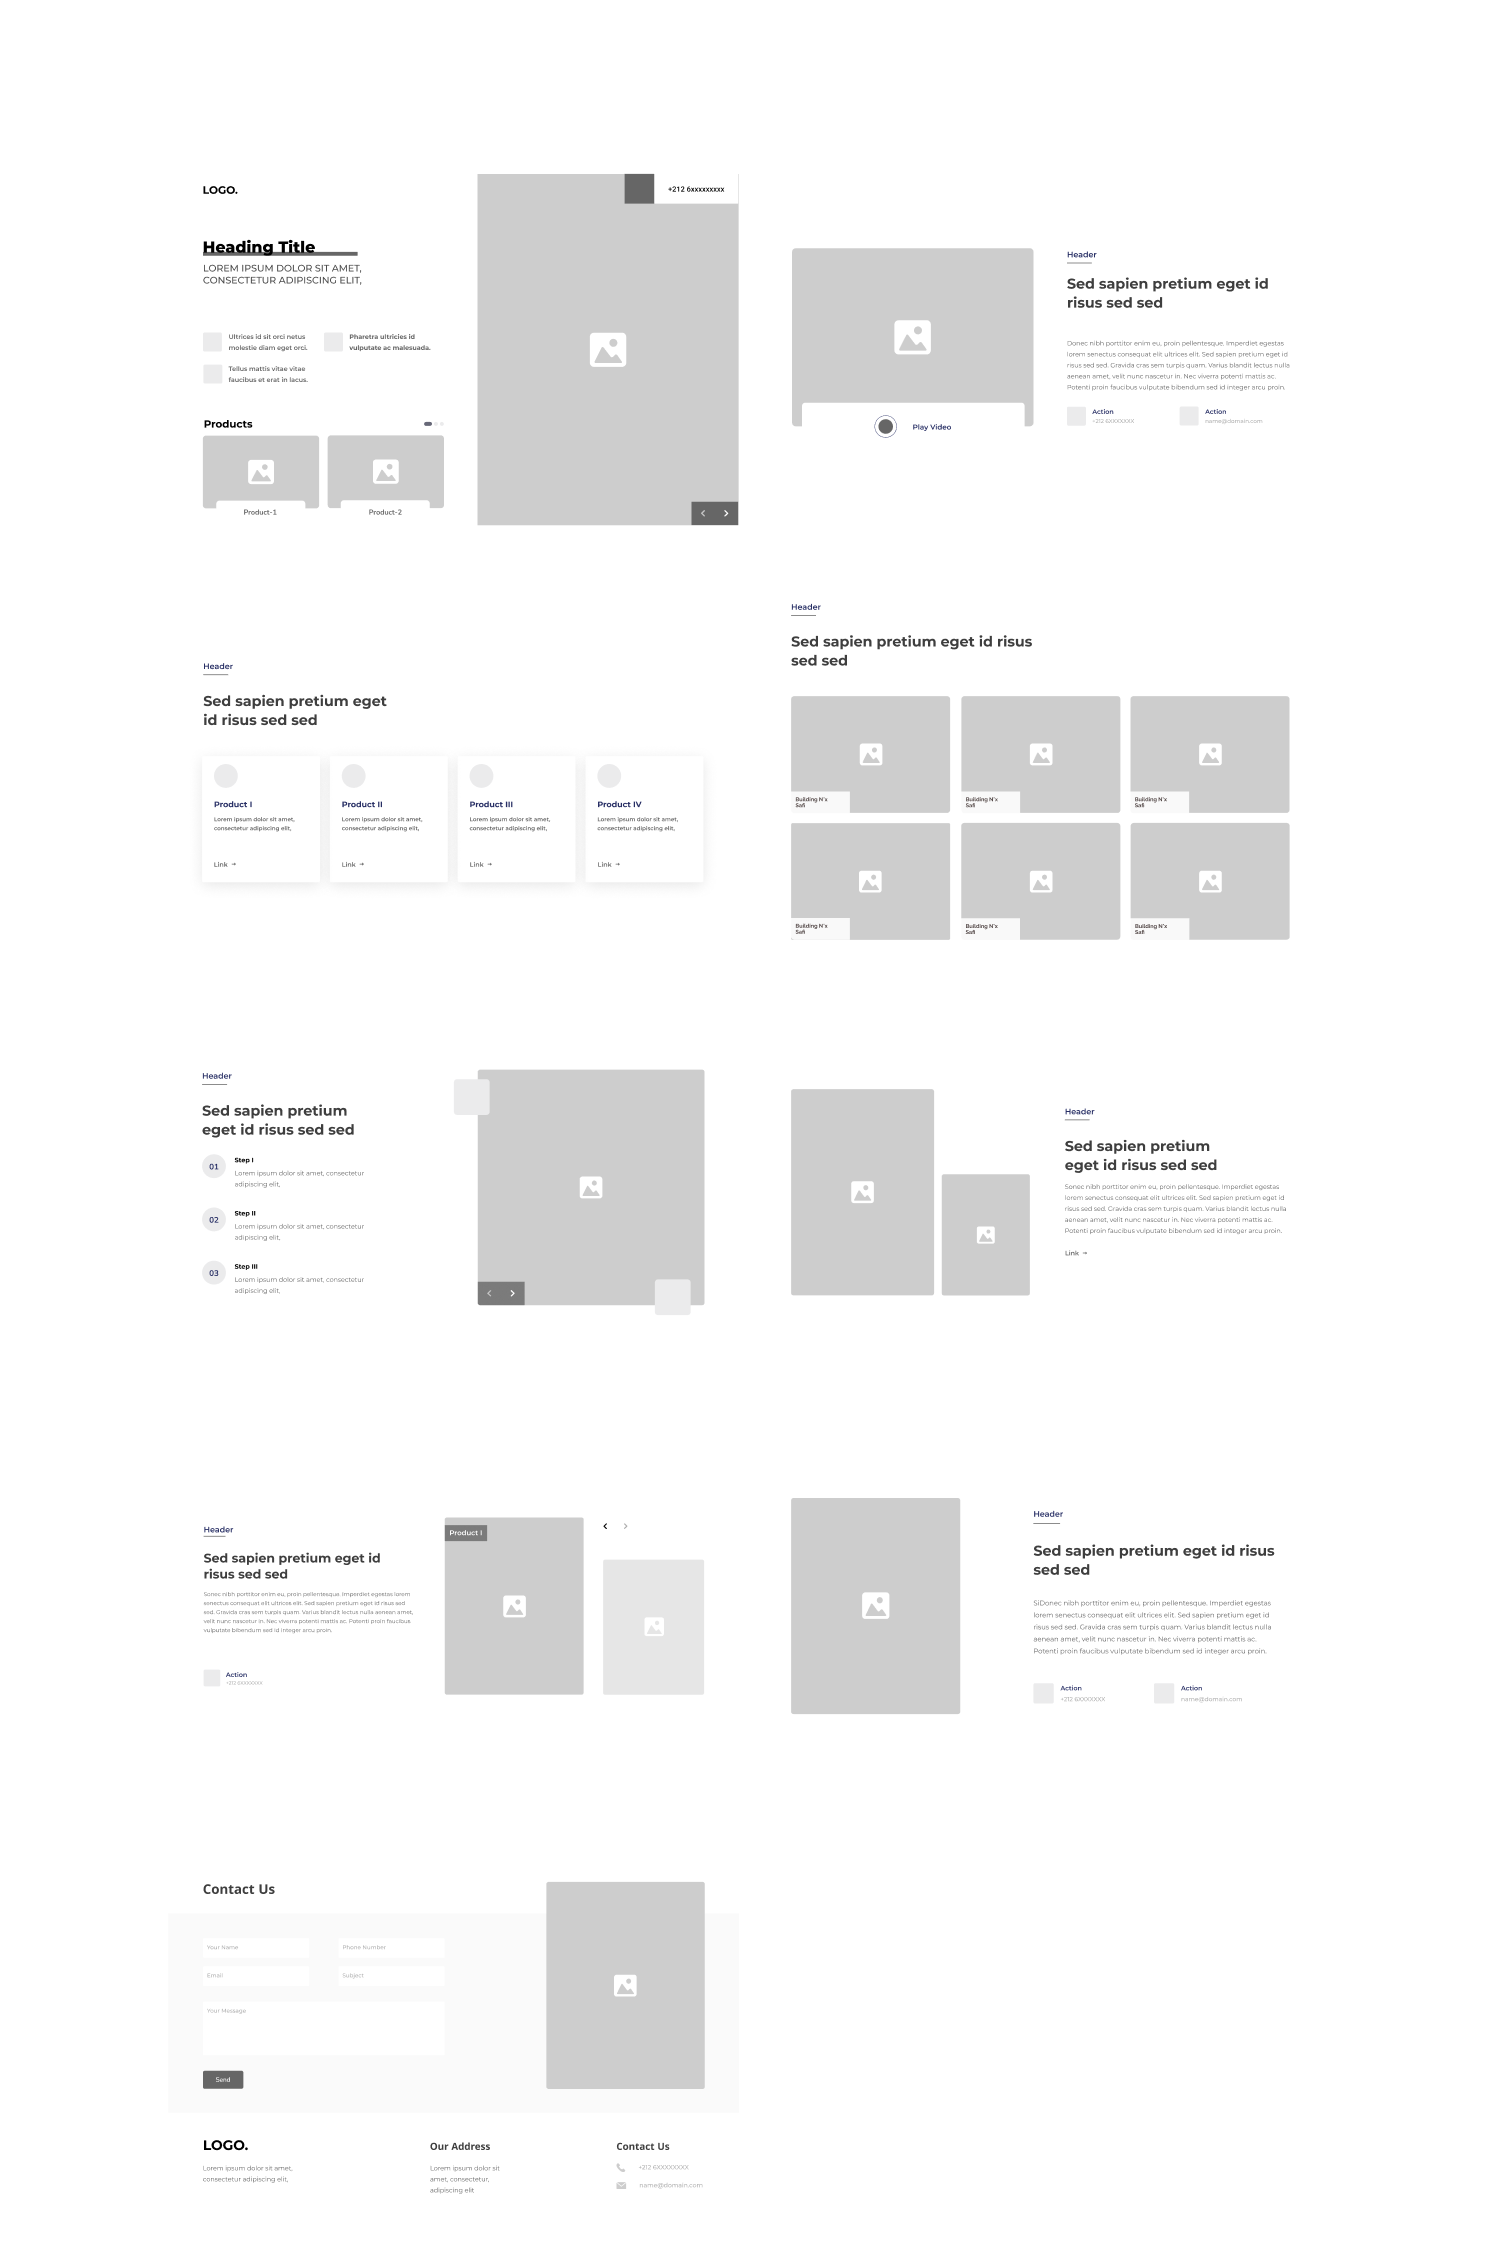 LOGO.
+212 6xxxxxxxxx
Heading Title
LOREM IPSUM DOLOR SIT AMET,
CONSECTETUR ADIPISCING ELIT,
Ultrices id sit orci netus
molestie diam eget orci.
Pharetra ultricies id
vulputate ac malesuada.
Tellus mattis vitae vitae
faucibus et erat in lacus.
Products
Product-1
Product-2
Header
Sed sapien pretium eget id
risus sed sed
Donec nibh porttitor enim eu, proin pellentesque. Imperdiet egestas
lorem senectus consequat elit ultrices elit. Sed sapien pretium eget id
risus sed sed. Gravida cras sem turpis quam. Varius blandit lectus nulla
aenean amet, velit nunc nascetur in. Nec viverra potenti mattis ac.
Potenti proin faucibus vulputate bibendum sed id integer arcu proin.
Action
+212 6XXXXXXXX
Action
name@domain.com
Play Video
Header
Sed sapien pretium eget
id risus sed sed
Product I
Lorem ipsum dolor sit amet,
consectetur adipiscing elit,
Link →
Product II
Lorem ipsum dolor sit amet,
consectetur adipiscing elit,
Link →
Product III
Lorem ipsum dolor sit amet,
consectetur adipiscing elit,
Link →
Product IV
Lorem ipsum dolor sit amet,
consectetur adipiscing elit,
Link →
Header
Sed sapien pretium eget id risus
sed sed
Building N'x
Safi
Building N'x
Safi
Building N'x
Safi
Building N'x
Safi
Building N'x
Safi
Building N'x
Safi
Header
Sed sapien pretium
eget id risus sed sed
01
Step I
Lorem ipsum dolor sit amet, consectetur
adipiscing elit,
02
Step II
Lorem ipsum dolor sit amet, consectetur
adipiscing elit,
03
Step III
Lorem ipsum dolor sit amet, consectetur
adipiscing elit,
Header
Sed sapien pretium
eget id risus sed sed
Sonec nibh porttitor enim eu, proin pellentesque. Imperdiet egestas
lorem senectus consequat elit ultrices elit. Sed sapien pretium eget id
risus sed sed. Gravida cras sem turpis quam. Varius blandit lectus nulla
aenean amet, velit nunc nascetur in. Nec viverra potenti mattis ac.
Potenti proin faucibus vulputate bibendum sed id integer arcu proin.
Link →
Header
Sed sapien pretium eget id
risus sed sed
Sonec nibh porttitor enim eu, proin pellentesque. Imperdiet egestas lorem
senectus consequat elit ultrices elit. Sed sapien pretium eget id risus sed
sed. Gravida cras sem turpis quam. Varius blandit lectus nulla aenean amet,
velit nunc nascetur in. Nec viverra potenti mattis ac. Potenti proin faucibus
vulputate bibendum sed id integer arcu proin.
Action
+212 6XXXXXXXX
Product I
Header
Sed sapien pretium eget id risus
sed sed
SiDonec nibh porttitor enim eu, proin pellentesque. Imperdiet egestas
lorem senectus consequat elit ultrices elit. Sed sapien pretium eget id
risus sed sed. Gravida cras sem turpis quam. Varius blandit lectus nulla
aenean amet, velit nunc nascetur in. Nec viverra potenti mattis ac.
Potenti proin faucibus vulputate bibendum sed id integer arcu proin.
Action
+212 6XXXXXXXX
Action
name@domain.com
Contact Us
Your Name
Phone Number
Email
Subject
Your Message
Send
LOGO.
Lorem ipsum dolor sit amet,
consectetur adipiscing elit,
Our Address
Lorem ipsum dolor sit
amet, consectetur,
adipiscing elit
Contact Us
+212 6XXXXXXXX
name@domain.com